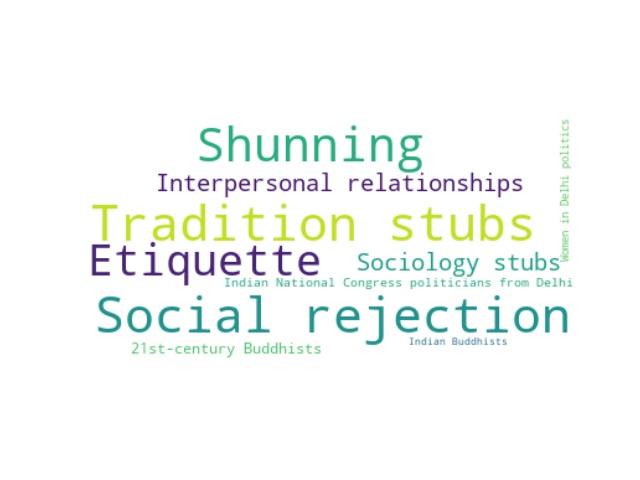 Shunning
Interpersonal relationships
Tradition stubs
Etiquette
Sociology stubs
Indian National Congress politicians from Delhi
Social rejection
21st-century Buddhists
Indian Buddhists
Women in Delhi politics